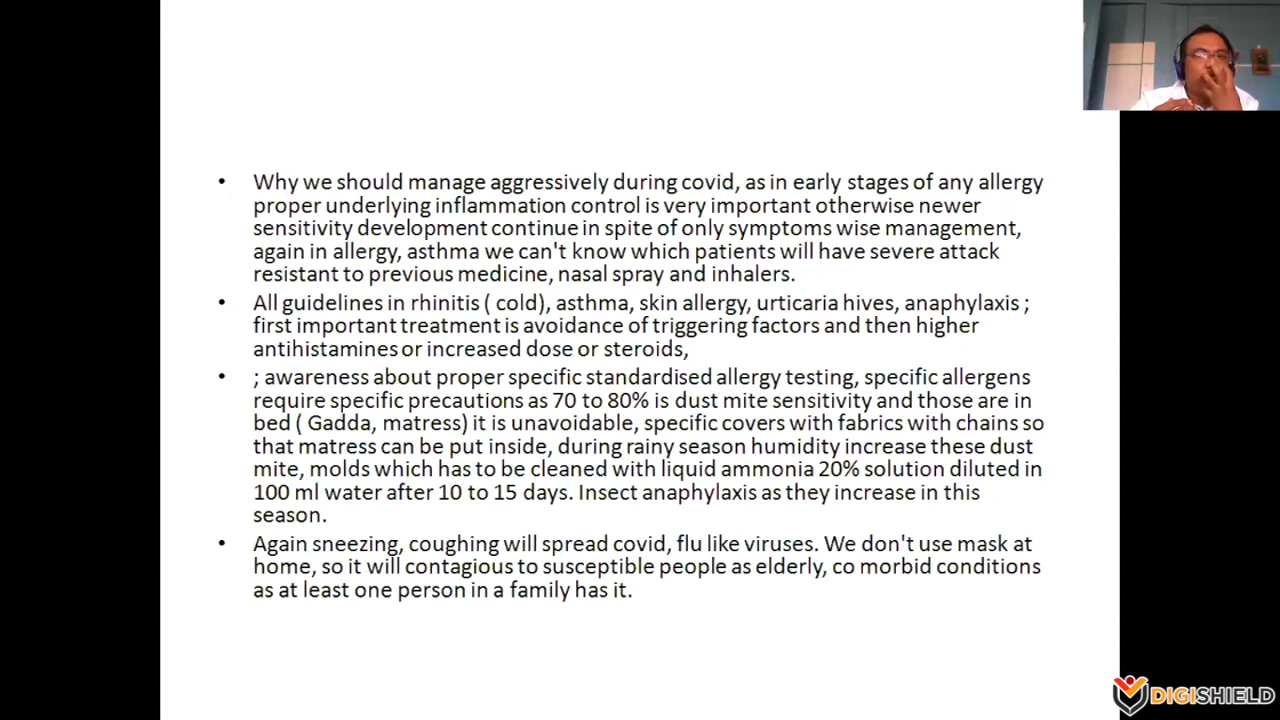 • Why we should manage aggressively during covid, as in early stages of any allergy
proper underlying inflammation control is very important otherwise newer
sensitivity development continue in spite of only symptoms wise management,
again in allergy, asthma we can't know which patients will have severe attack
resistant to previous medicine, nasal spray and inhalers.
• All guidelines in rhinitis ( cold), asthma, skin allergy, urticaria hives, anaphylaxis ;
first important treatment is avoidance of triggering factors and then higher
antihistamines or increased dose or steroids,
• ; awareness about proper specific standardised allergy testing, specific allergens
require specific precautions as 70 to 80% is dust mite sensitivity and those are in
bed ( Gadda, matress) it is unavoidable, specific covers with fabrics with chains so
that matress can be put inside, during rainy season humidity increase these dust
mite, molds which has to be cleaned with liquid ammonia 20% solution diluted in
100 ml water after 10 to 15 days. Insect anaphylaxis as they increase in this
season.
• Again sneezing, coughing will spread covid, flu like viruses. We don't use mask at
home, so it will contagious to susceptible people as elderly, co morbid conditions
as at least one person in a family has it.
DIGISHIELD